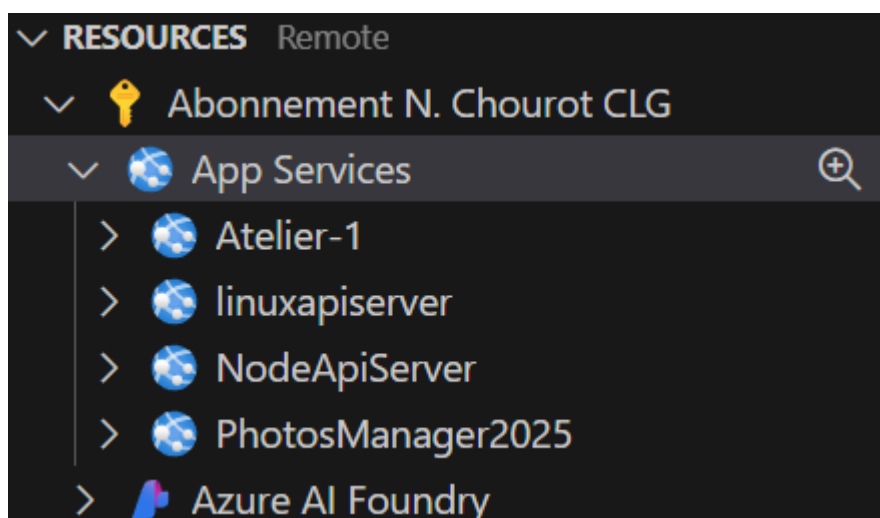 RESOURCES Remote
Abonnement N. Chourot CLG
App Services
Atelier-1
linuxapiserver
NodeApiServer
PhotosManager2025
Azure AI Foundry